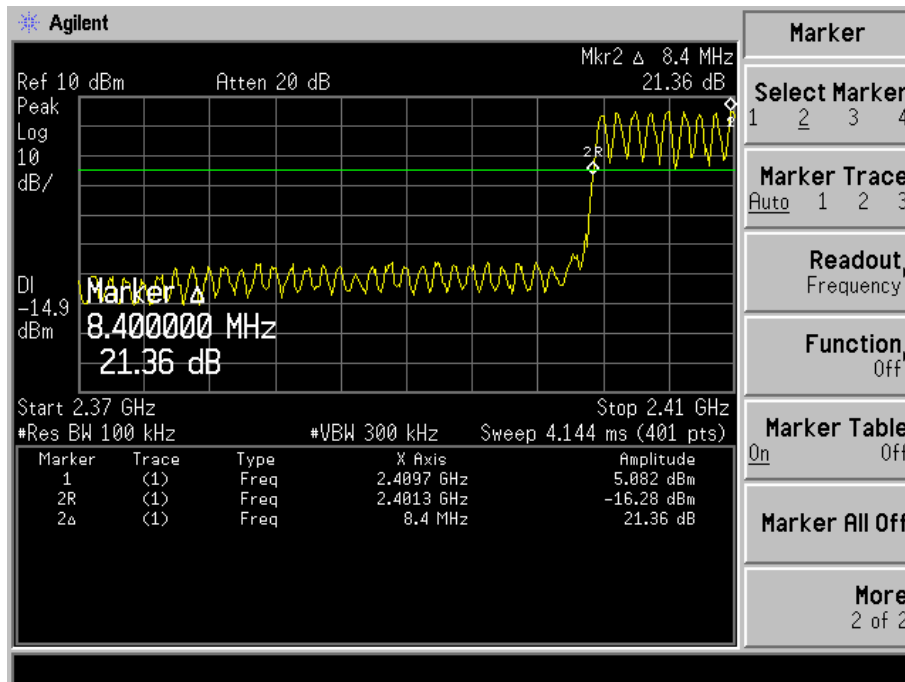 Agilent
Mkr2 Δ 8.4 MHz
Ref 10 dBm Atten 20 dB 21.36 dB
Peak
Log
10
dB/
2R
DI
-14.9
dBm
Marker Δ
8.400000 MHz
21.36 dB
Start 2.37 GHz Stop 2.41 GHz
#Res BW 100 kHz #VBW 300 kHz Sweep 4.144 ms (401 pts)
Marker Trace Type X Axis Amplitude
1 (1) Freq 2.4097 GHz 5.082 dBm
2R (1) Freq 2.4013 GHz -16.28 dBm
2Δ (1) Freq 8.4 MHz 21.36 dB
Marker
Select Marker
1 2 3 4
Marker Trace
Auto 1 2 3
Readout
Frequency
Function
Off
Marker Table
On Off
Marker All Off
More
2 of 2